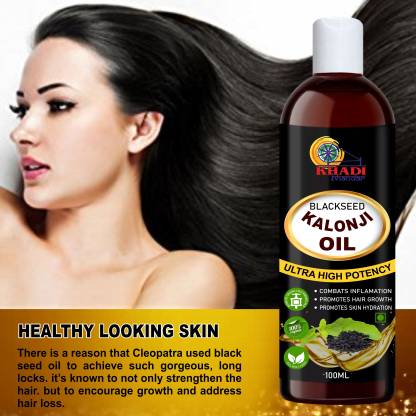 KHADI
bhandar
BLACKSEED
KALONJI
OIL
ULTRA HIGH POTENCY
• COMBATS INFLAMATION
• PROMOTES HAIR GROWTH
• PROMOTES SKIN HYDRATION
100%
100ML
HEALTHY LOOKING SKIN
There is a reason that Cleopatra used black
seed oil to achieve such gorgeous, long
locks. it's known to not only strengthen the
hair. but to encourage growth and address
hair loss.